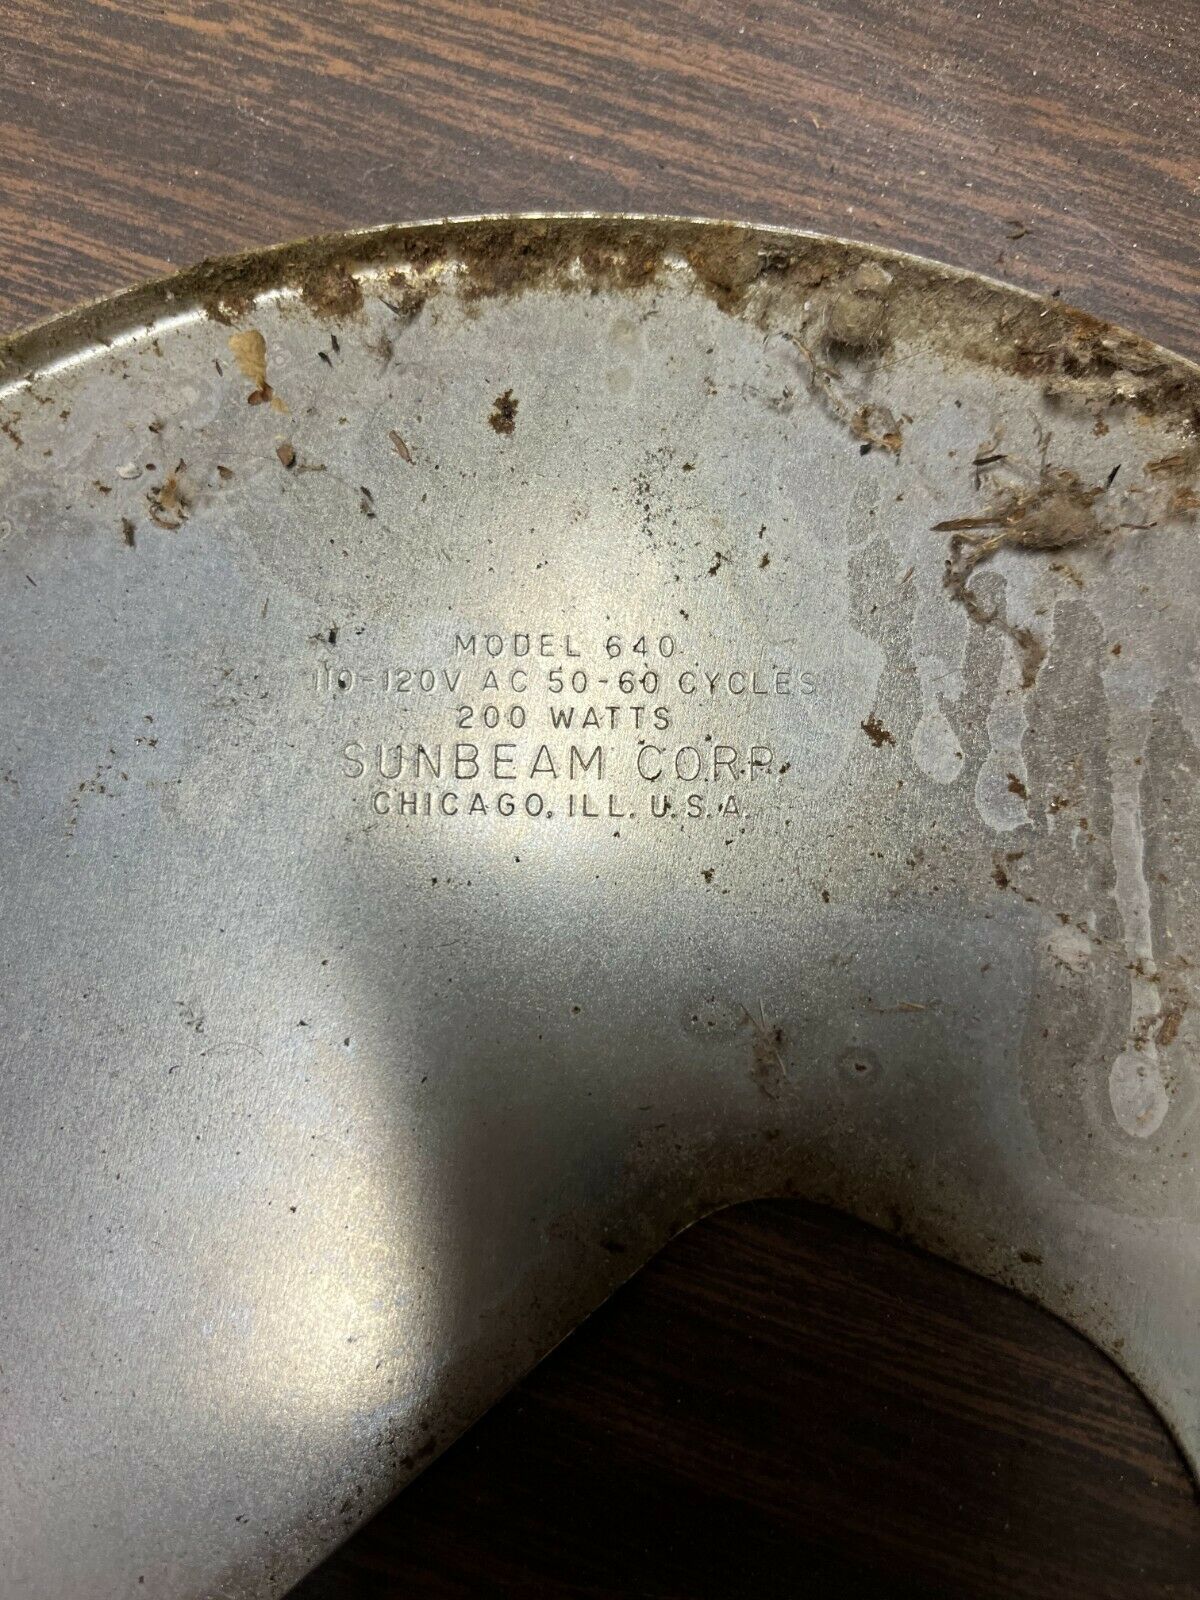 MODEL 640
110-120V AC 50-60 CYCLES
200 WATTS
SUNBEAM CORP.
CHICAGO, ILL. U.S.A.